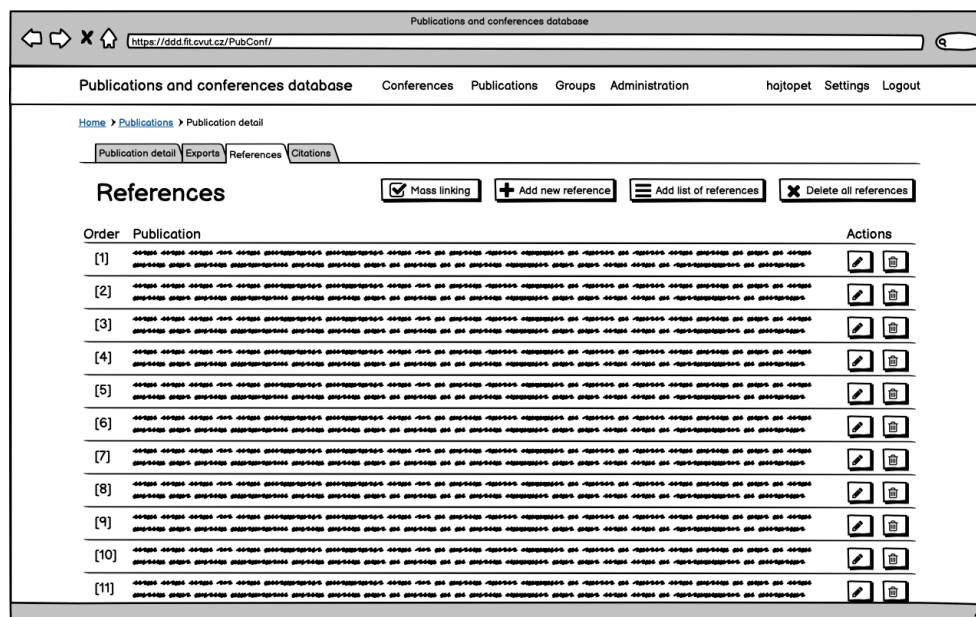 Publications and conferences database
https://ddd.fit.cvut.cz/PubConf/
Publications and conferences database Conferences Publications Groups Administration hajtopet Settings Logout
Home > Publications > Publication detail
Publication detail Exports References Citations
References Mass linking Add new reference Add list of references Delete all references
Order Publication Actions
[1]
[2]
[3]
[4]
[5]
[6]
[7]
[8]
[9]
[10]
[11]